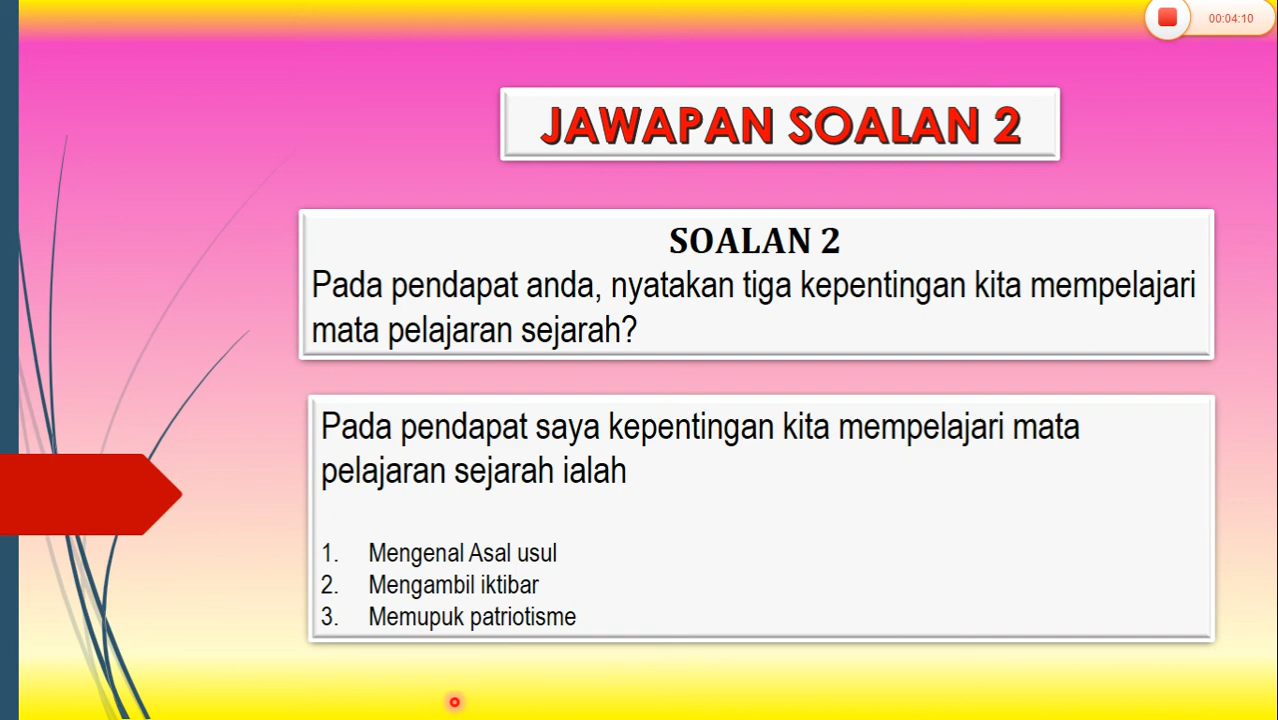 00:04:10
JAWAPAN SOALAN 2
SOALAN 2
Pada pendapat anda, nyatakan tiga kepentingan kita mempelajari
mata pelajaran sejarah?
Pada pendapat saya kepentingan kita mempelajari mata
pelajaran sejarah ialah
1. Mengenal Asal usul
2. Mengambil iktibar
3. Memupuk patriotisme